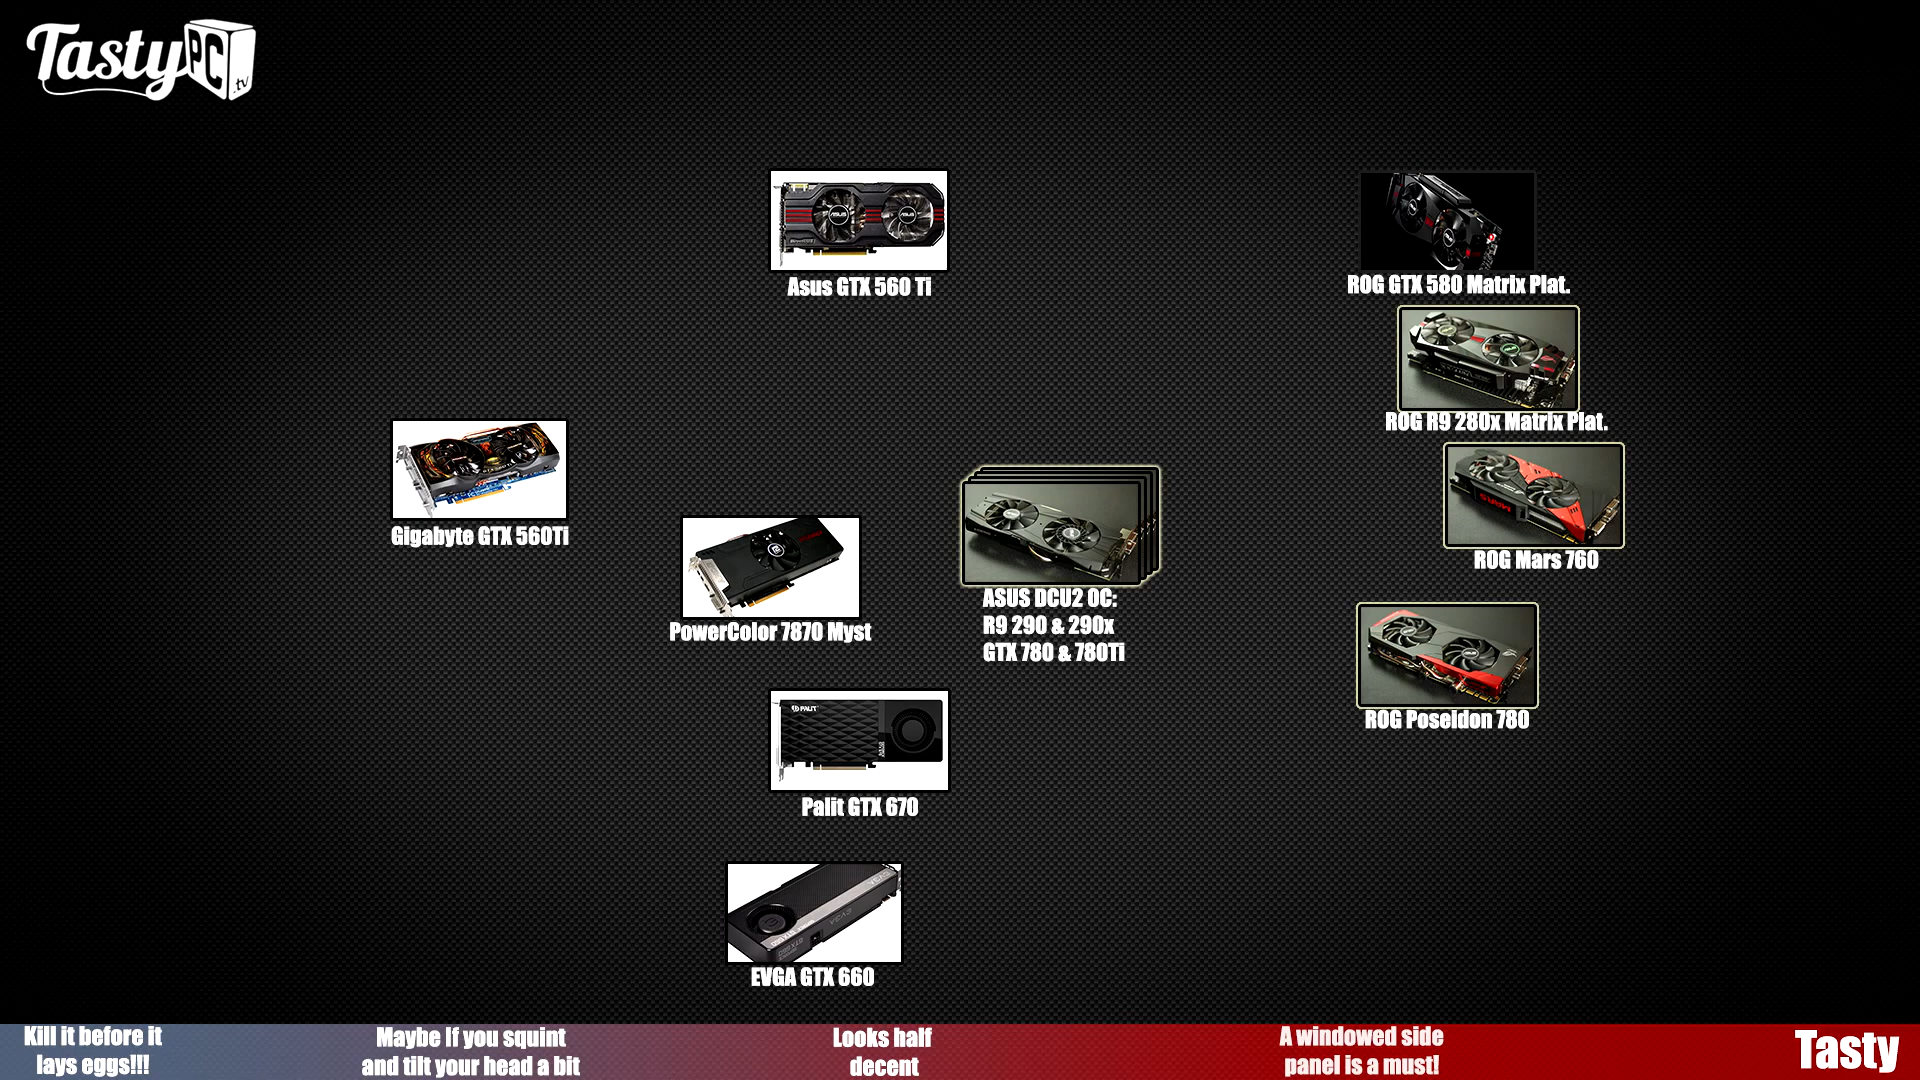 TastyPC.tv
Asus GTX 560 Ti
ROG GTX 580 Matrix Plat.
ROG R9 280x Matrix Plat.
Gigabyte GTX 560Ti
ROG Mars 760
PowerColor 7870 Myst
ASUS DCU2 OC:
R9 290 & 290x
GTX 780 & 780Ti
ROG Poseidon 780
PALIT
Palit GTX 670
EVGA
EVGA GTX 660
Kill it before it
lays eggs!!!
Maybe If you squint
and tilt your head a bit
Looks half
decent
A windowed side
panel is a must!
Tasty